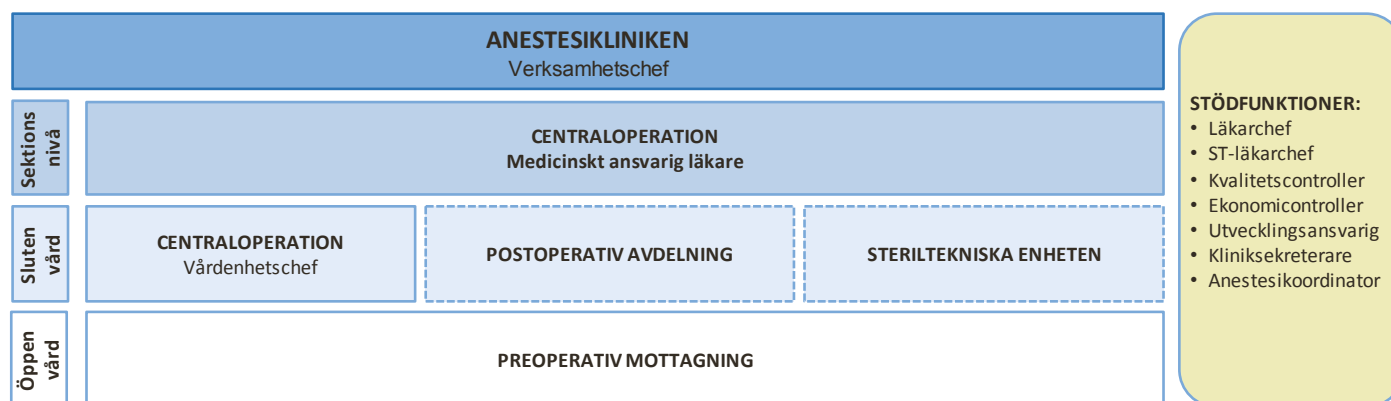 ANESTESIKLINIKEN
Verksamhetschef
Sektions
nivå
CENTRALOPERATION
Medicinskt ansvarig läkare
Sluten
vård
CENTRALOPERATION
Vårdenhetschef
POSTOPERATIV AVDELNING
STERILTEKNISKA ENHETEN
Öppen
vård
PREOPERATIV MOTTAGNING
STÖDFUNKTIONER:
• Läkarchef
• ST-läkarchef
• Kvalitetscontroller
• Ekonomicontroller
• Utvecklingsansvarig
• Kliniksekreterare
• Anestesikoordinator